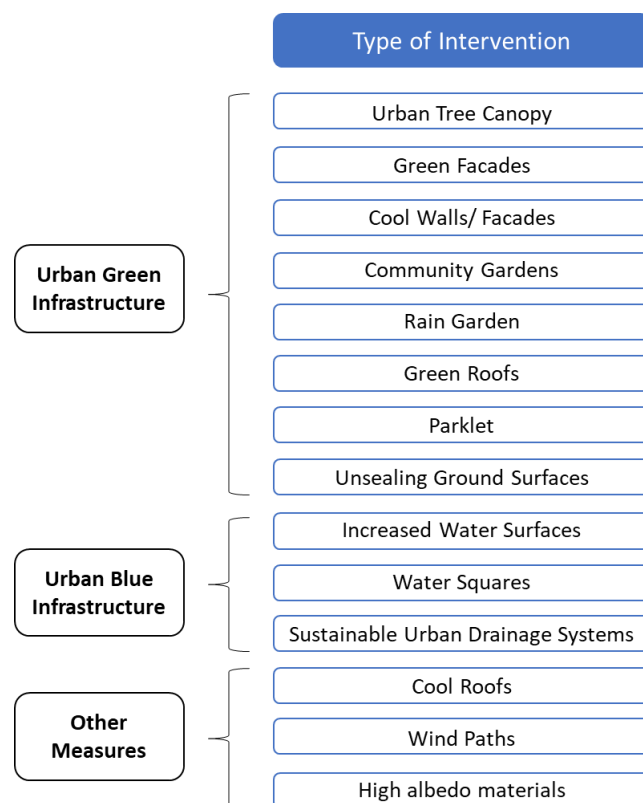 Type of Intervention
Urban Tree Canopy
Green Facades
Cool Walls/ Facades
Urban Green
Infrastructure
Community Gardens
Rain Garden
Green Roofs
Parklet
Unsealing Ground Surfaces
Increased Water Surfaces
Urban Blue
Infrastructure
Water Squares
Sustainable Urban Drainage Systems
Cool Roofs
Other
Measures
Wind Paths
High albedo materials